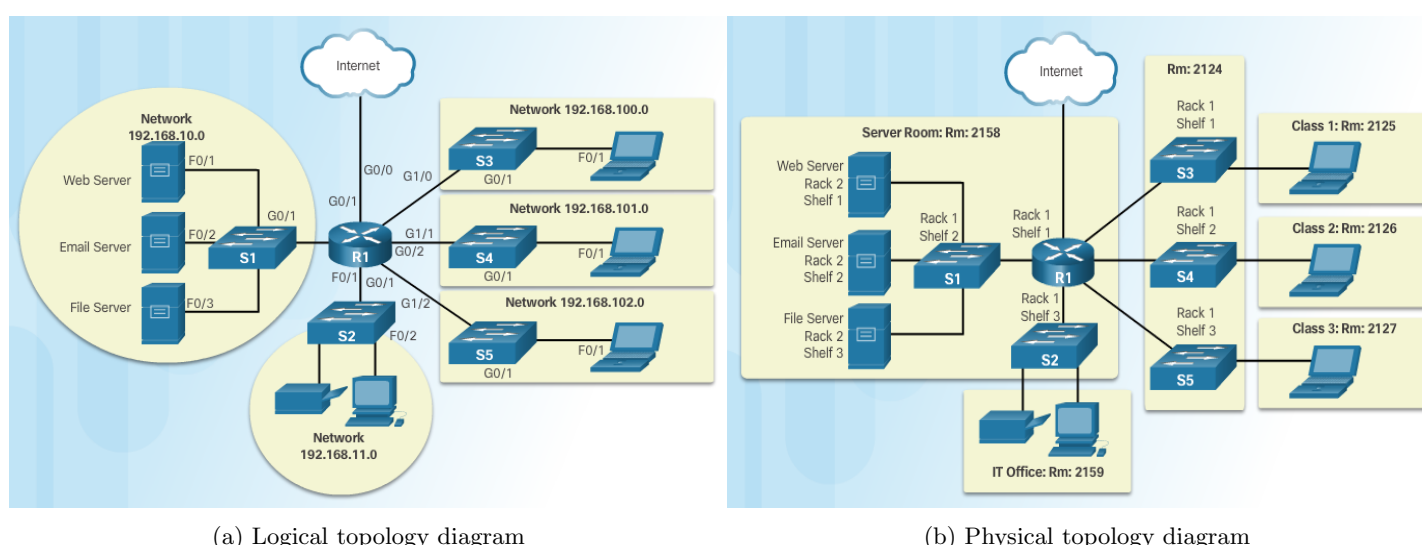 Internet
Network
192.168.10.0
F0/1
Web Server
G0/1
F0/2
Email Server
S1
F0/3
File Server
G0/0
G0/1
G1/0
R1
G1/1
G0/2
F0/1
G0/1
G1/2
S2
F0/2
Network
192.168.11.0
Network 192.168.100.0
S3
F0/1
G0/1
Network 192.168.101.0
S4
F0/1
G0/1
Network 192.168.102.0
S5
F0/1
G0/1
(a) Logical topology diagram
Internet
Server Room: Rm: 2158
Web Server
Rack 2
Shelf 1
Email Server
Rack 2
Shelf 2
File Server
Rack 2
Shelf 3
Rack 1
Shelf 2
S1
Rack 1
Shelf 1
R1
Rack 1
Shelf 3
S2
IT Office: Rm: 2159
Rm: 2124
Rack 1
Shelf 1
S3
Rack 1
Shelf 2
S4
Rack 1
Shelf 3
S5
Class 1: Rm: 2125
Class 2: Rm: 2126
Class 3: Rm: 2127
(b) Physical topology diagram